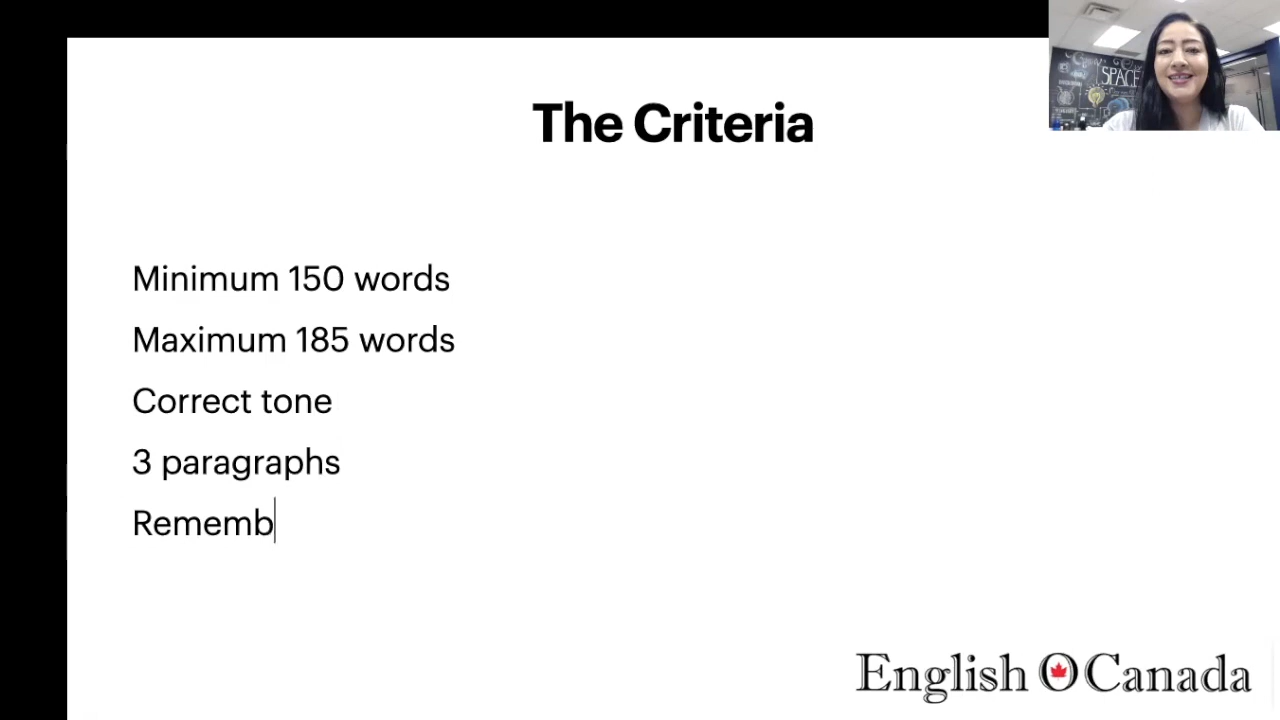 The Criteria
SPACE
Minimum 150 words
Maximum 185 words
Correct tone
3 paragraphs
Rememb
English O Canada